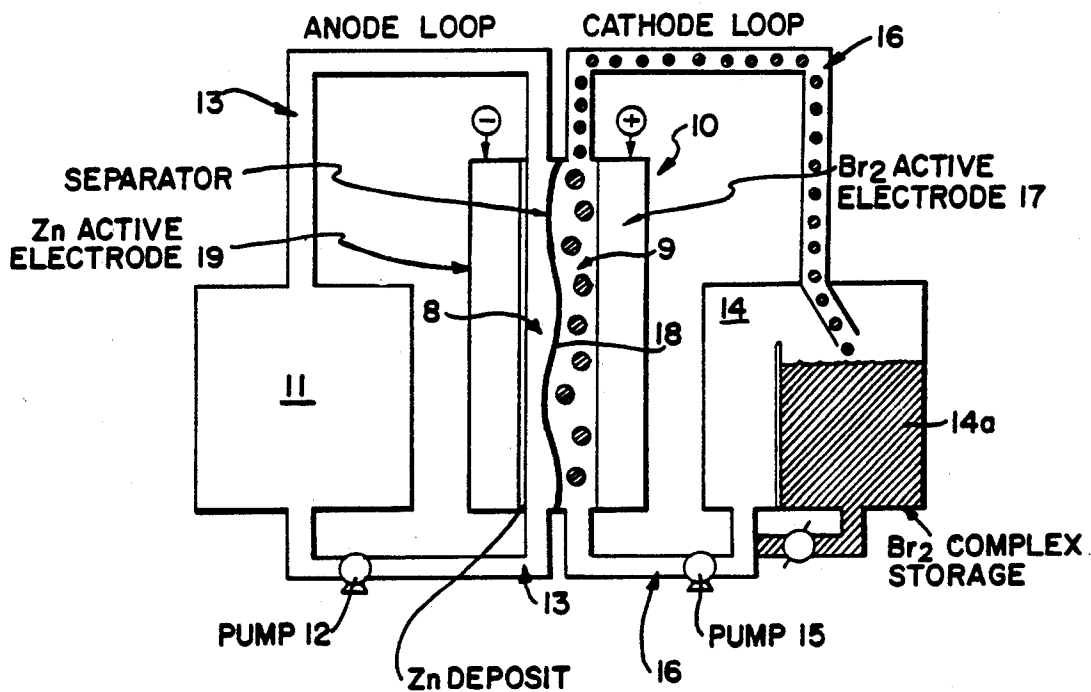 ANODE LOOP
CATHODE LOOP
16
13
−
+
10
SEPARATOR
Br2 ACTIVE
ELECTRODE 17
Zn ACTIVE
ELECTRODE 19
9
8
14
18
11
14a
Br2 COMPLEX
STORAGE
13
PUMP 12
PUMP 15
16
Zn DEPOSIT